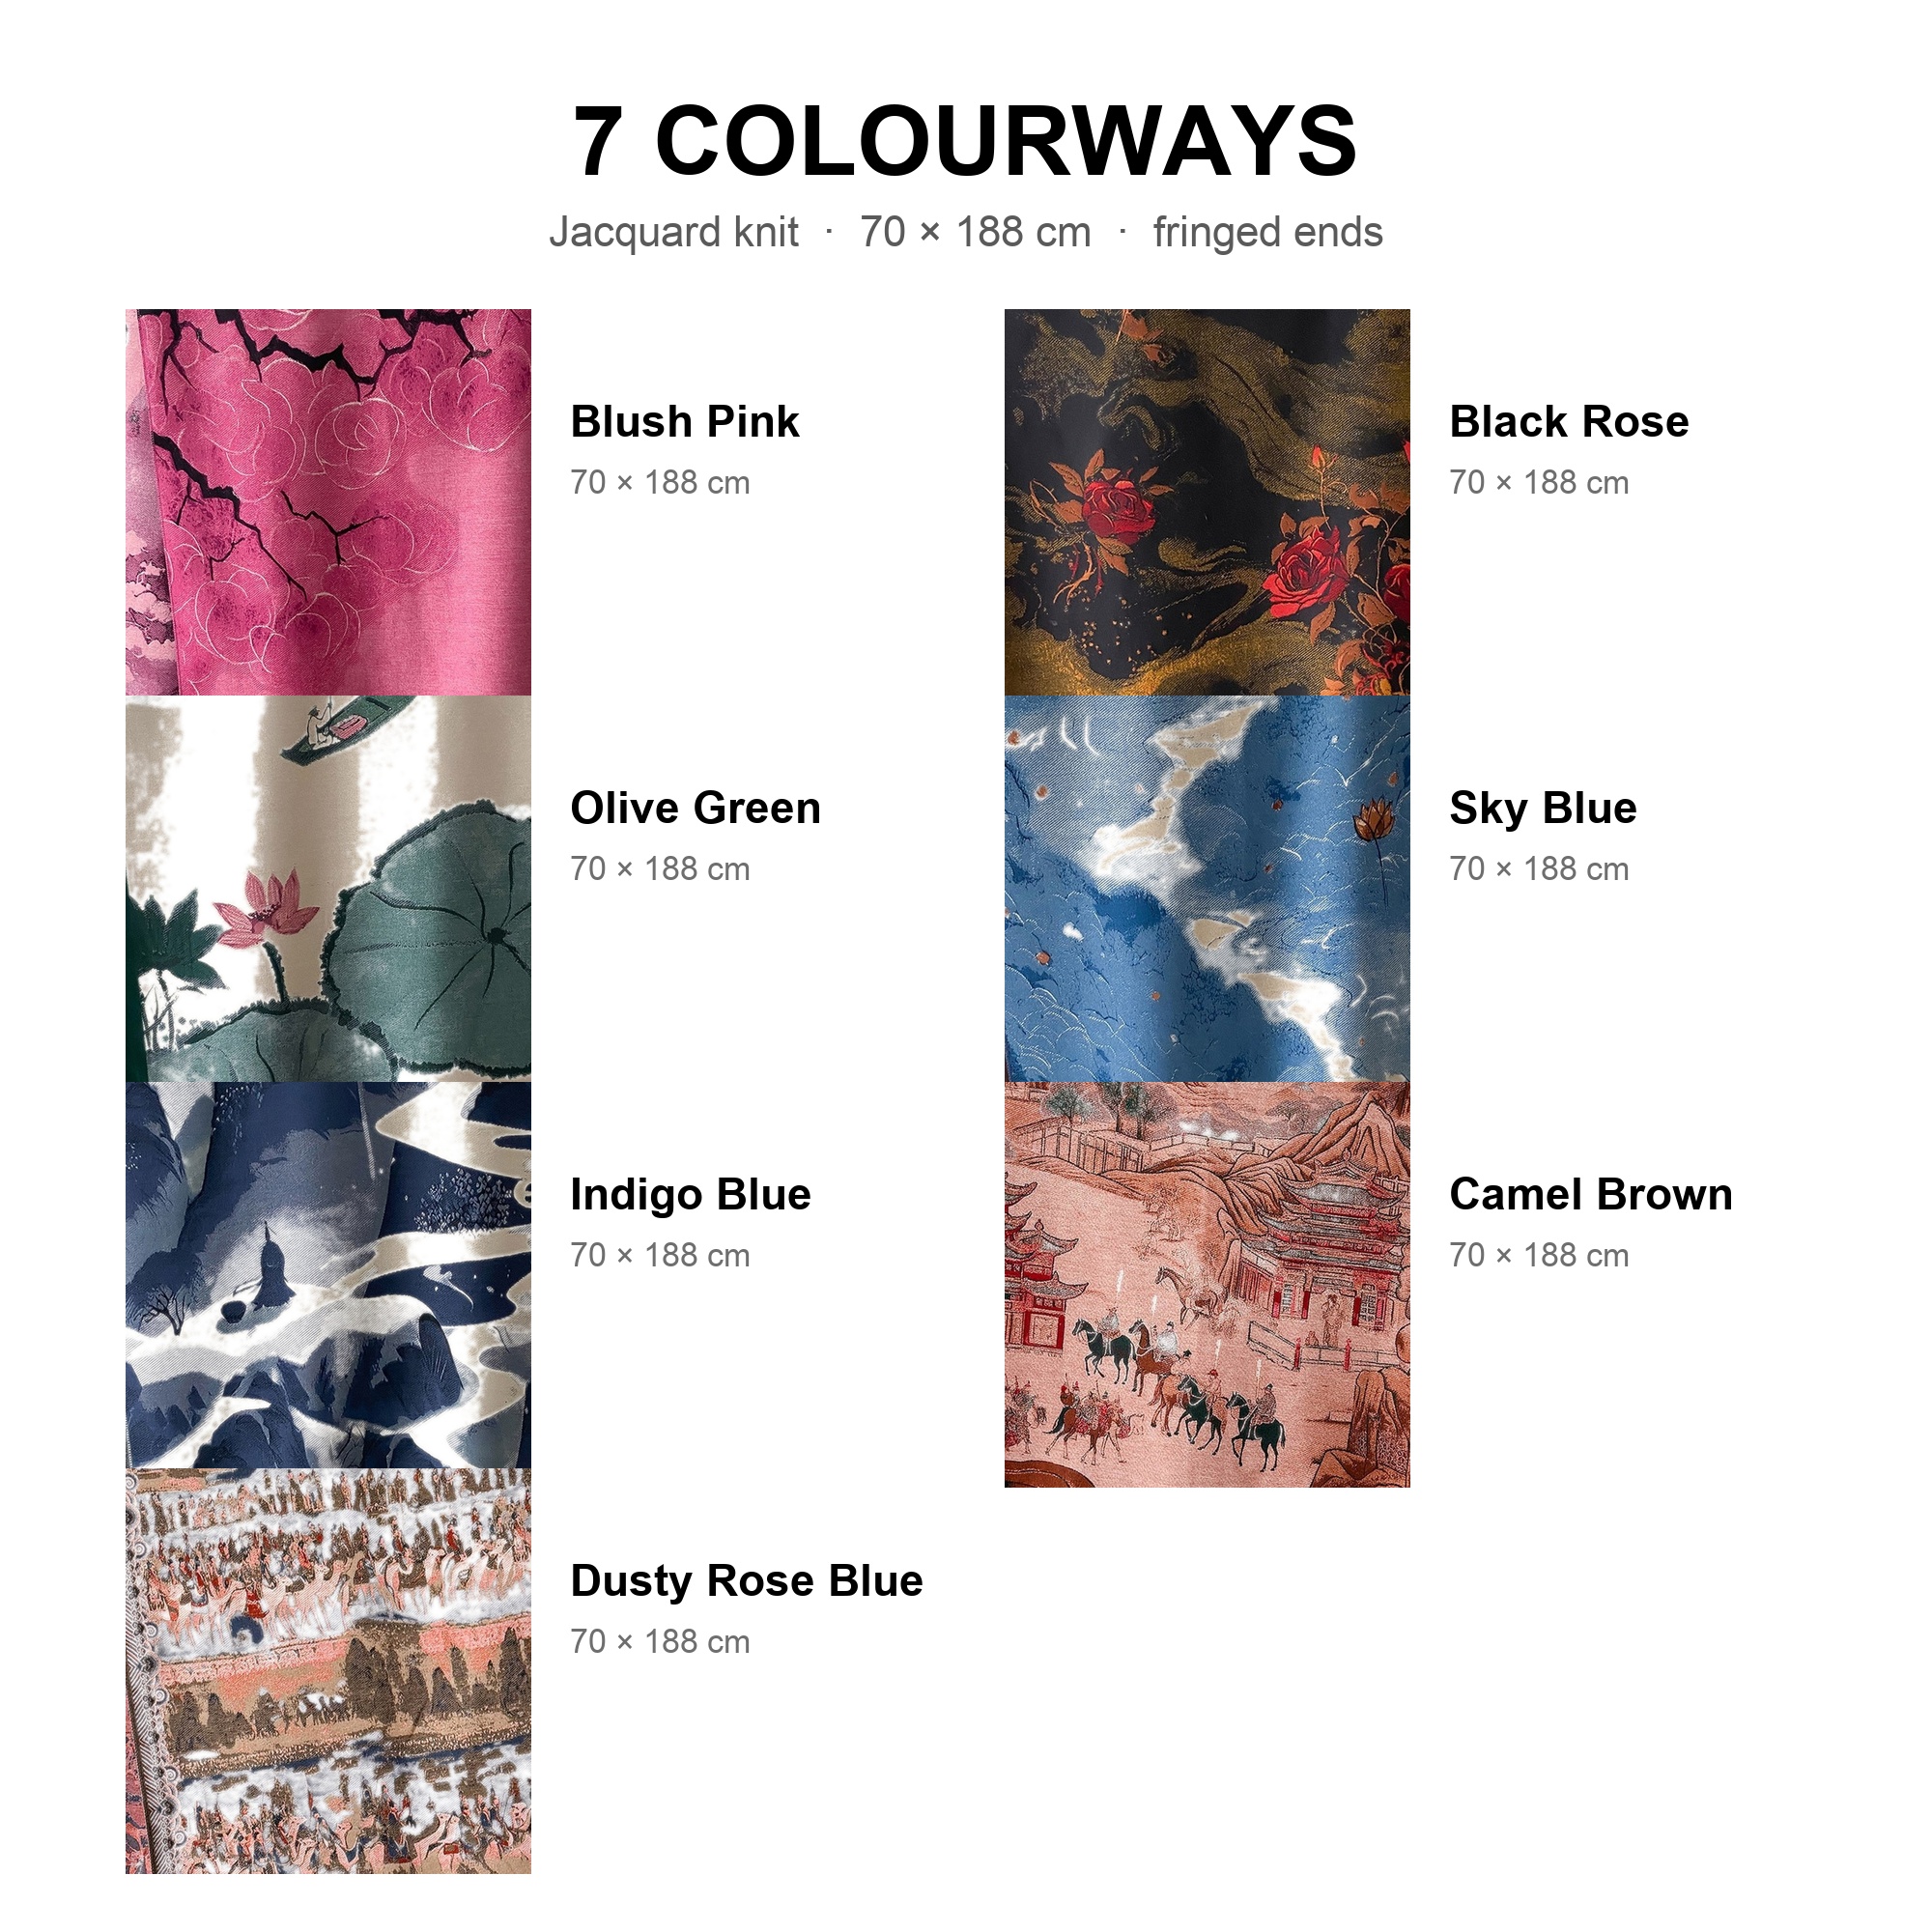 7 COLOURWAYS
Jacquard knit · 70 × 188 cm · fringed ends
Blush Pink
70 × 188 cm
Black Rose
70 × 188 cm
Olive Green
70 × 188 cm
Sky Blue
70 × 188 cm
Indigo Blue
70 × 188 cm
Camel Brown
70 × 188 cm
Dusty Rose Blue
70 × 188 cm